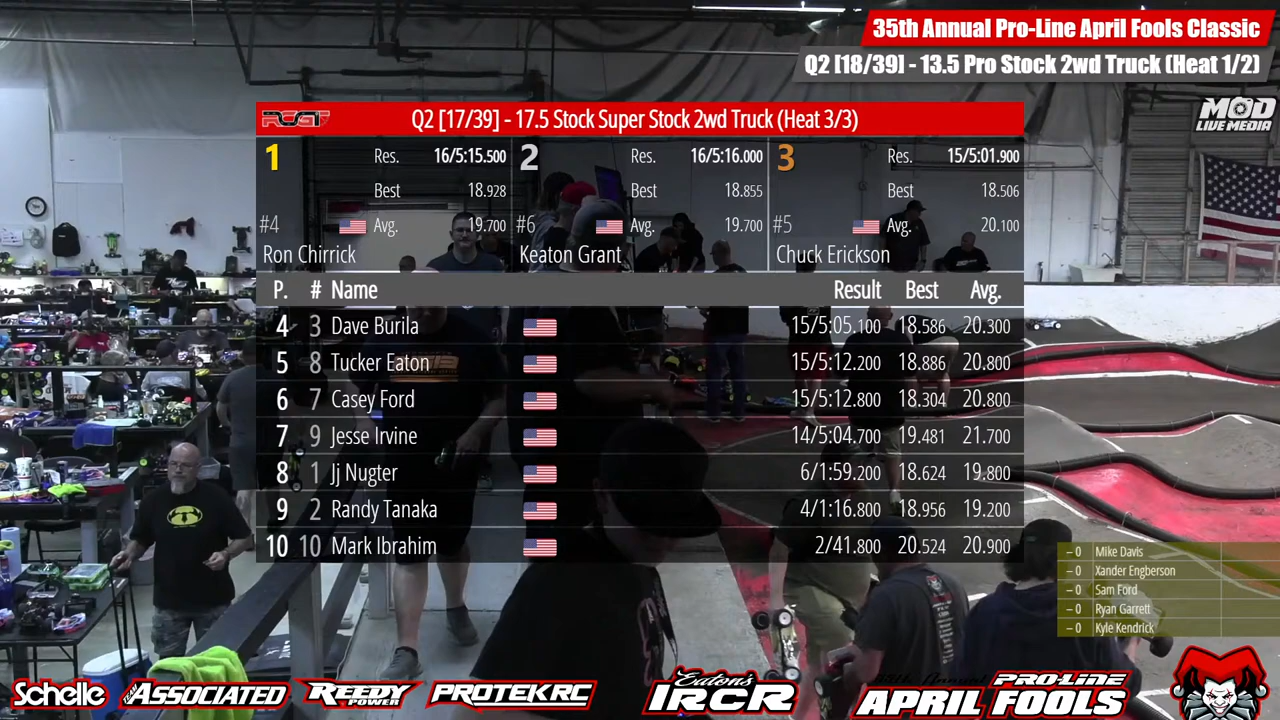 35th Annual Pro-Line April Fools Classic
Q2 [18/39] - 13.5 Pro Stock 2wd Truck (Heat 1/2)
MOD
LIVE MEDIA
Q2 [17/39] - 17.5 Stock Super Stock 2wd Truck (Heat 3/3)
1 Res. 16/5:15.500
Best 18.928
#4 Avg. 19.700
Ron Chirrick
2 Res. 16/5:16.000
Best 18.855
#6 Avg. 19.700
Keaton Grant
3 Res. 15/5:01.900
Best 18.506
#5 Avg. 20.100
Chuck Erickson
P. # Name Result Best Avg.
4 3 Dave Burila 15/5:05.100 18.586 20.300
5 8 Tucker Eaton 15/5:12.200 18.886 20.800
6 7 Casey Ford 15/5:12.800 18.304 20.800
7 9 Jesse Irvine 14/5:04.700 19.481 21.700
8 1 Jj Nugter 6/1:59.200 18.624 19.800
9 2 Randy Tanaka 4/1:16.800 18.956 19.200
10 10 Mark Ibrahim 2/41.800 20.524 20.900
– 0 Mike Davis
– 0 Xander Engberson
– 0 Sam Ford
– 0 Ryan Garrett
– 0 Kyle Kendrick
Schelle
TEAM ASSOCIATED
REEDY POWER
PROTEKRC
Eaton's
IRCR
35th Annual PRO-LINE
APRIL FOOLS